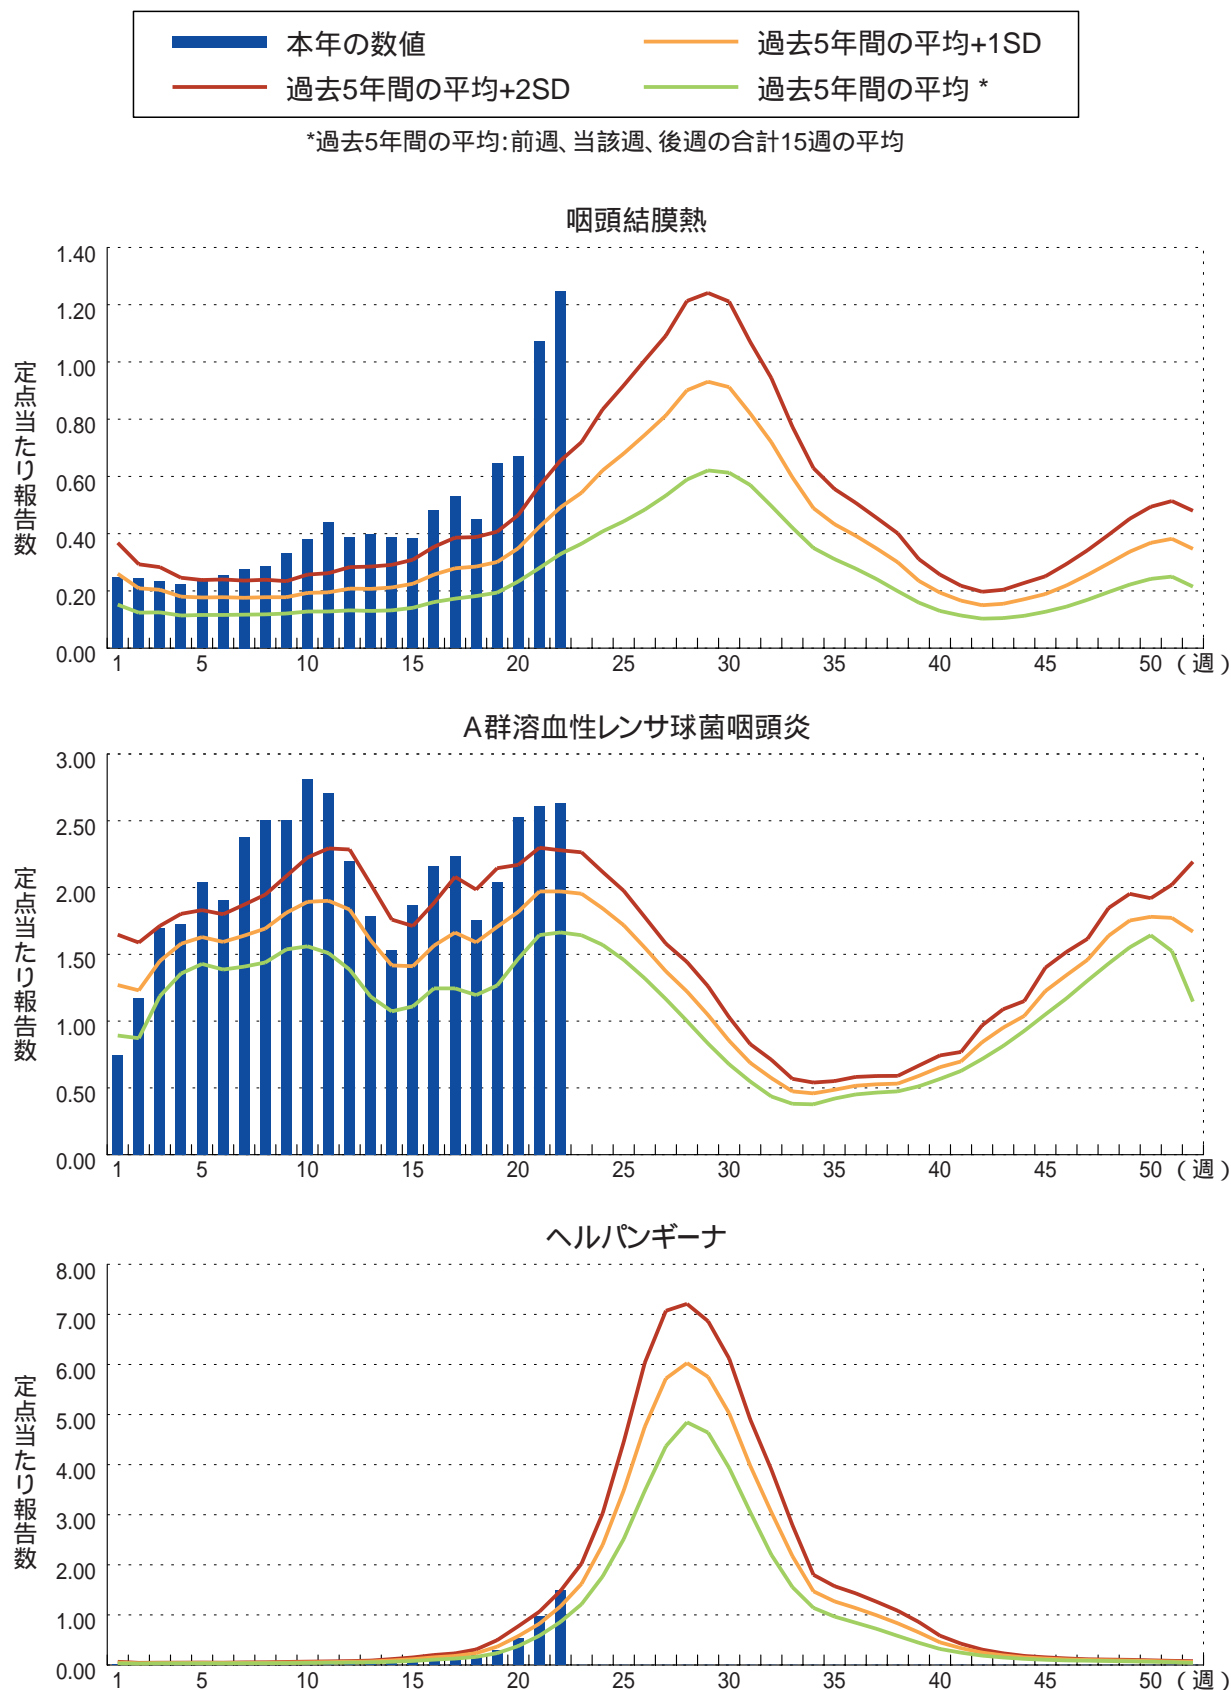 本年の数値
過去5年間の平均+1SD
過去5年間の平均+2SD
過去5年間の平均 *
*過去5年間の平均:前週、当該週、後週の合計15週の平均
咽頭結膜熱
定点当たり報告数
1.40
1.20
1.00
0.80
0.60
0.40
0.20
0.00
1 5 10 15 20 25 30 35 40 45 50 (週)
A群溶血性レンサ球菌咽頭炎
定点当たり報告数
3.00
2.50
2.00
1.50
1.00
0.50
0.00
1 5 10 15 20 25 30 35 40 45 50 (週)
ヘルパンギーナ
定点当たり報告数
8.00
7.00
6.00
5.00
4.00
3.00
2.00
1.00
0.00
1 5 10 15 20 25 30 35 40 45 50 (週)